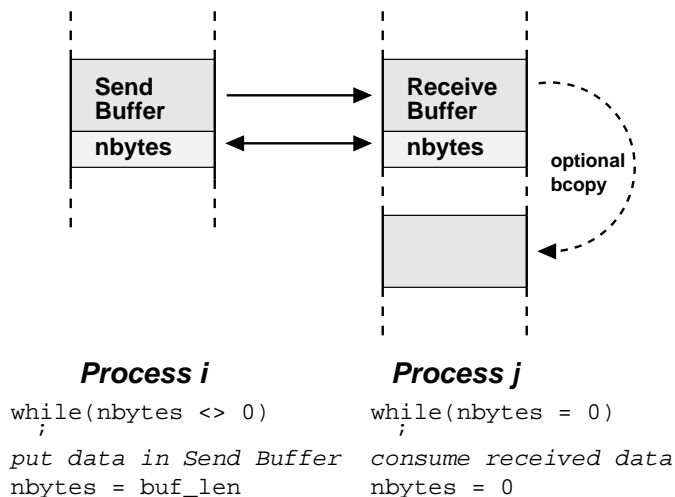 Send
Buffer
nbytes
Receive
Buffer
nbytes
optional
bcopy
Process i
while(nbytes <> 0)
;
put data in Send Buffer
nbytes = buf_len
Process j
while(nbytes = 0)
;
consume received data
nbytes = 0